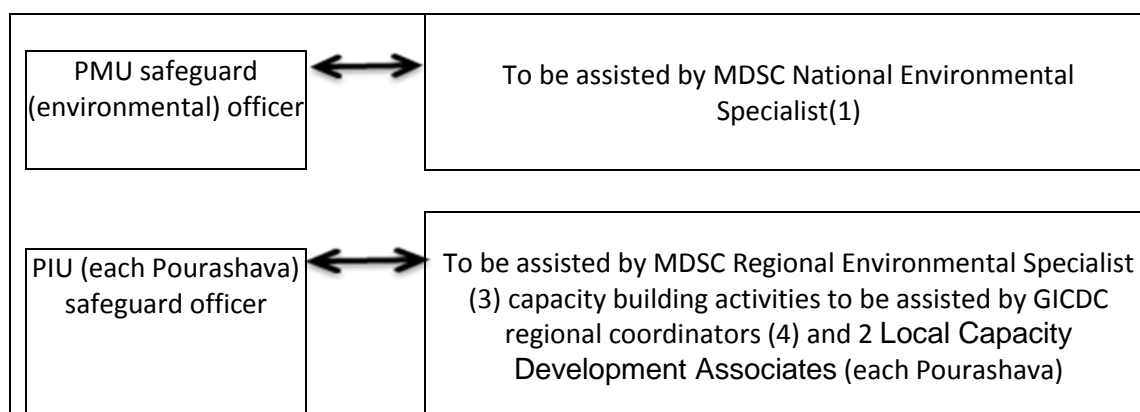 PMU safeguard
(environmental) officer
To be assisted by MDSC National Environmental
Specialist(1)
PIU (each Pourashava)
safeguard officer
To be assisted by MDSC Regional Environmental Specialist
(3) capacity building activities to be assisted by GICDC
regional coordinators (4) and 2 Local Capacity
Development Associates (each Pourashava)